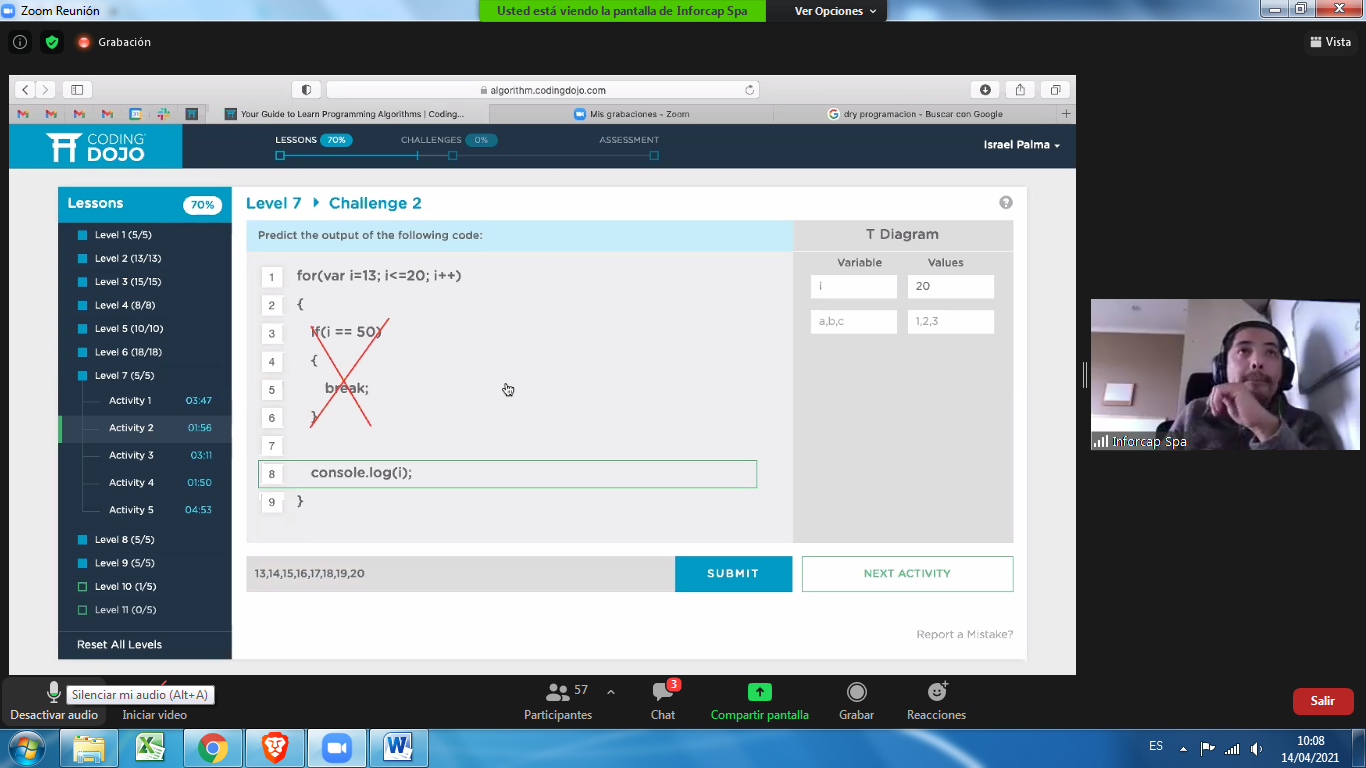 Zoom Reunión
Usted está viendo la pantalla de Inforcap Spa
Ver Opciones
Grabación
Vista
algorithm.codingdojo.com
Your Guide to Learn Programming Algorithms | Coding...
Mis grabaciones - Zoom
dry programacion - Buscar con Google
CODING DOJO
LESSONS 70%
CHALLENGES 0%
ASSESSMENT
Israel Palma
Lessons 70%
Level 1 (5/5)
Level 2 (13/13)
Level 3 (15/15)
Level 4 (8/8)
Level 5 (10/10)
Level 6 (18/18)
Level 7 (5/5)
Activity 1 03:47
Activity 2 01:56
Activity 3 03:11
Activity 4 01:50
Activity 5 04:53
Level 8 (5/5)
Level 9 (5/5)
Level 10 (1/5)
Level 11 (0/5)
Reset All Levels
Level 7 Challenge 2
?
Predict the output of the following code:
1 for(var i=13; i<=20; i++)
2 {
3 if(i == 50)
4 {
5 break;
6 }
7
8 console.log(i);
9 }
T Diagram
Variable Values
i 20
a,b,c 1,2,3
13,14,15,16,17,18,19,20
SUBMIT
NEXT ACTIVITY
Report a Mistake?
Inforcap Spa
Silenciar mi audio (Alt+A)
Desactivar audio
Iniciar video
57
Participantes
3
Chat
Compartir pantalla
Grabar
Reacciones
Salir
ES
10:08
14/04/2021